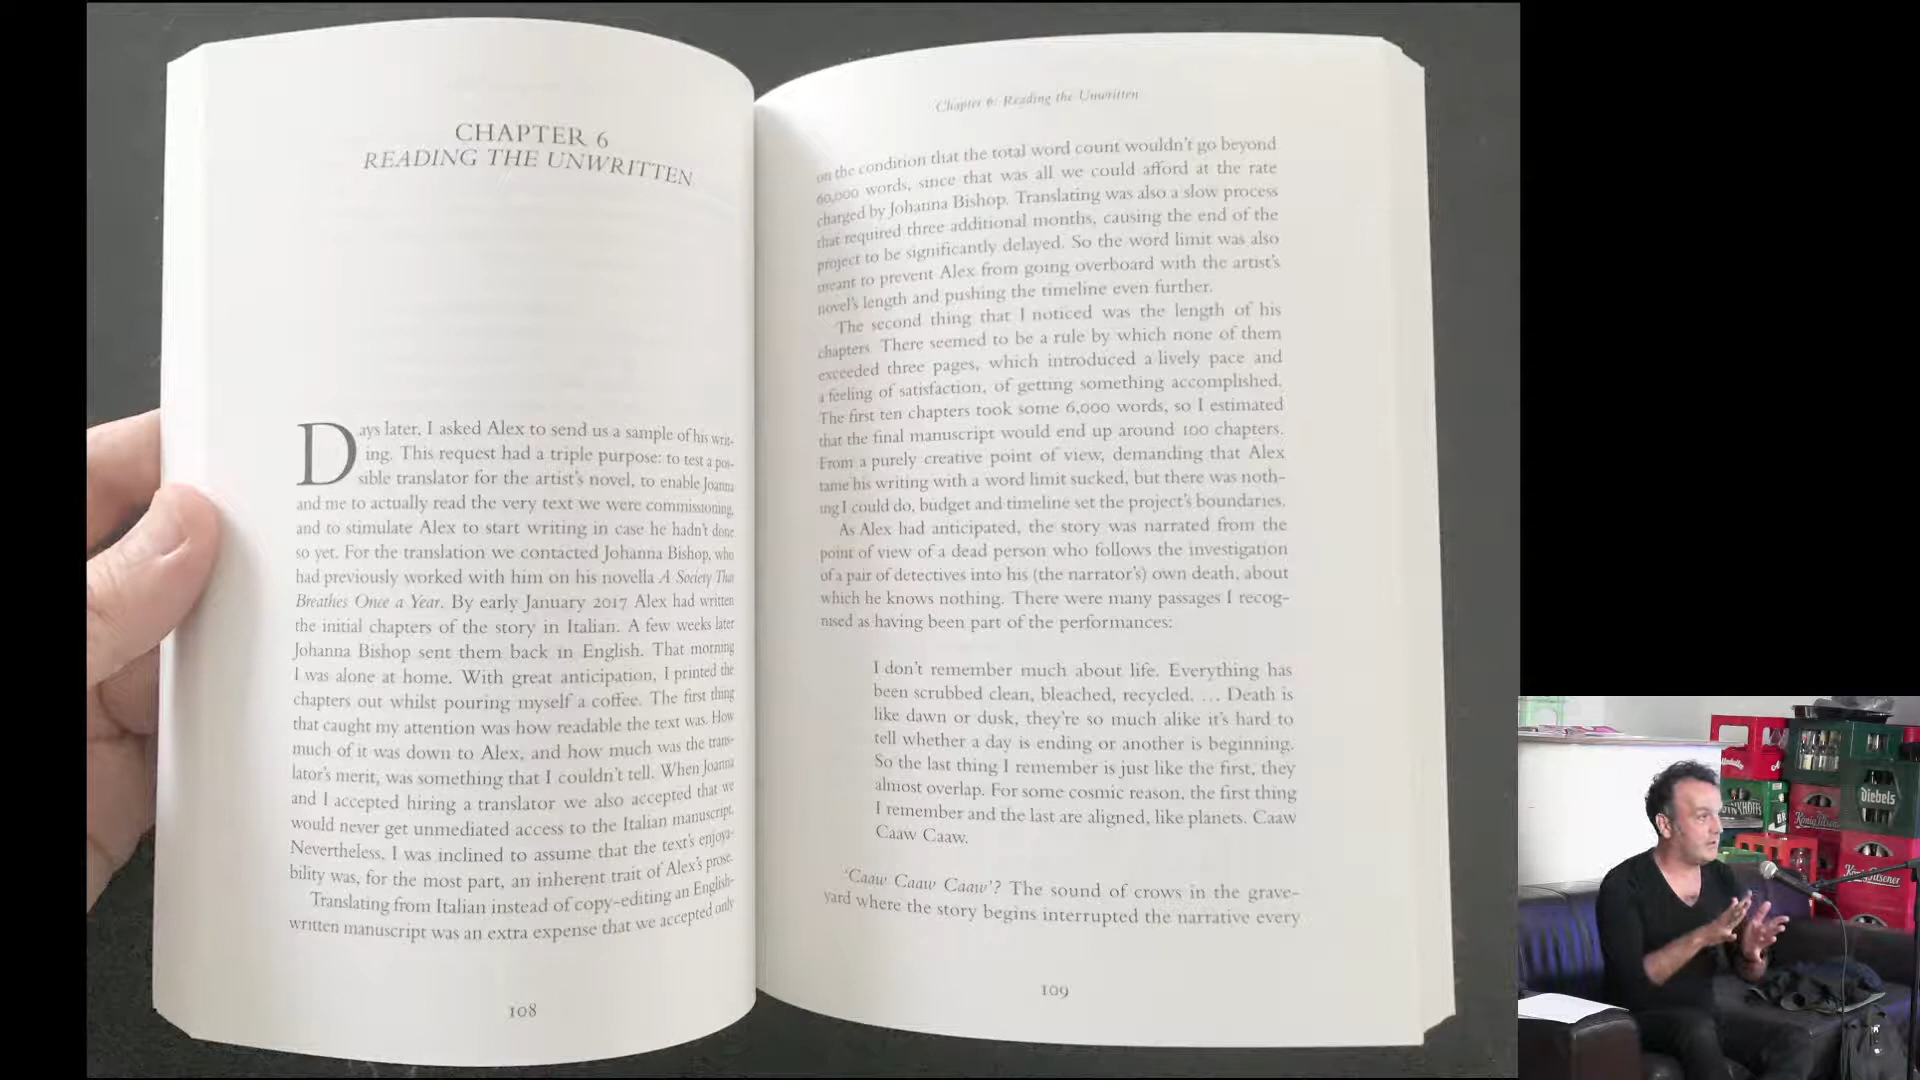 CHAPTER 6
READING THE UNWRITTEN
Days later, I asked Alex to send us a sample of his writ-
ing. This request had a triple purpose: to test a pos-
sible translator for the artist's novel, to enable Joanna
and me to actually read the very text we were commissioning,
and to stimulate Alex to start writing in case he hadn't done
so yet. For the translation we contacted Johanna Bishop, who
had previously worked with him on his novella A Society That
Breathes Once a Year. By early January 2017 Alex had written
the initial chapters of the story in Italian. A few weeks later
Johanna Bishop sent them back in English. That morning
I was alone at home. With great anticipation, I printed the
chapters out whilst pouring myself a coffee. The first thing
that caught my attention was how readable the text was. How
much of it was down to Alex, and how much was the trans-
lator's merit, was something that I couldn't tell. When Joanna
and I accepted hiring a translator we also accepted that we
would never get unmediated access to the Italian manuscript.
Nevertheless, I was inclined to assume that the text's enjoya-
bility was, for the most part, an inherent trait of Alex's prose.
Translating from Italian instead of copy-editing an English-
written manuscript was an extra expense that we accepted only
108
Chapter 6: Reading the Unwritten
on the condition that the total word count wouldn't go beyond
60,000 words, since that was all we could afford at the rate
charged by Johanna Bishop. Translating was also a slow process
that required three additional months, causing the end of the
project to be significantly delayed. So the word limit was also
meant to prevent Alex from going overboard with the artist's
novel's length and pushing the timeline even further.
The second thing that I noticed was the length of his
chapters. There seemed to be a rule by which none of them
exceeded three pages, which introduced a lively pace and
a feeling of satisfaction, of getting something accomplished.
The first ten chapters took some 6,000 words, so I estimated
that the final manuscript would end up around 100 chapters.
From a purely creative point of view, demanding that Alex
tame his writing with a word limit sucked, but there was noth-
ing I could do, budget and timeline set the project's boundaries.
As Alex had anticipated, the story was narrated from the
point of view of a dead person who follows the investigation
of a pair of detectives into his (the narrator's) own death, about
which he knows nothing. There were many passages I recog-
nised as having been part of the performances:
I don't remember much about life. Everything has
been scrubbed clean, bleached, recycled. … Death is
like dawn or dusk, they're so much alike it's hard to
tell whether a day is ending or another is beginning.
So the last thing I remember is just like the first, they
almost overlap. For some cosmic reason, the first thing
I remember and the last are aligned, like planets. Caaw
Caaw Caaw.
'Caaw Caaw Caaw'? The sound of crows in the grave-
yard where the story begins interrupted the narrative every
109
Diebels
König Pilsener
König Pilsener